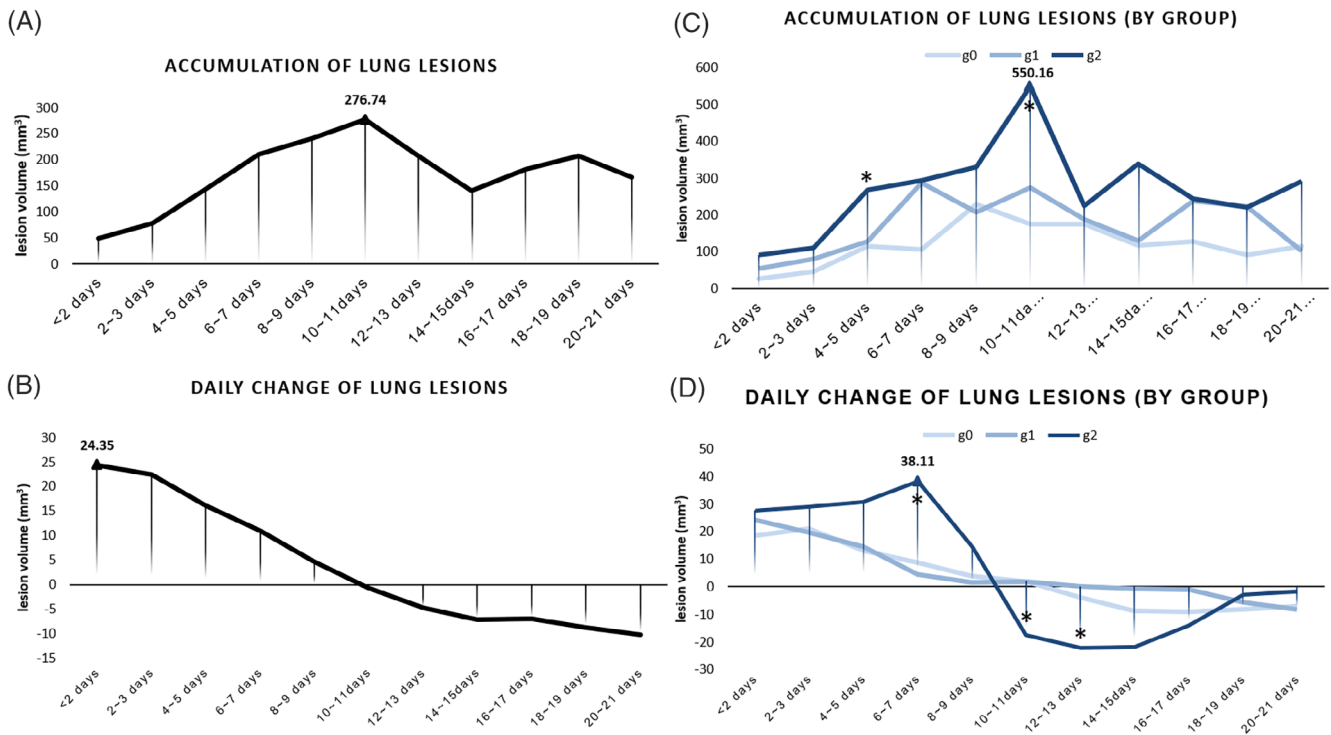 (A)
ACCUMULATION OF LUNG LESIONS
lesion volume (mm³)
300
250
200
150
100
50
0
276.74
<2 days
2~3 days
4~5 days
6~7 days
8~9 days
10~11days
12~13 days
14~15days
16~17 days
18~19 days
20~21 days
(B)
DAILY CHANGE OF LUNG LESIONS
lesion volume (mm³)
30
25
20
15
10
5
0
-5
-10
-15
24.35
<2 days
2~3 days
4~5 days
6~7 days
8~9 days
10~11days
12~13 days
14~15days
16~17 days
18~19 days
20~21 days
(C)
ACCUMULATION OF LUNG LESIONS (BY GROUP)
g0 g1 g2
lesion volume (mm³)
600
500
400
300
200
100
0
550.16
*
*
<2 days
2~3 days
4~5 days
6~7 days
8~9 days
10~11da...
12~13...
14~15da...
16~17...
18~19...
20~21...
(D)
DAILY CHANGE OF LUNG LESIONS (BY GROUP)
g0 g1 g2
lesion volume (mm³)
50
40
30
20
10
0
-10
-20
-30
38.11
*
*
*
<2 days
2~3 days
4~5 days
6~7 days
8~9 days
10~11days
12~13 days
14~15days
16~17 days
18~19 days
20~21 days